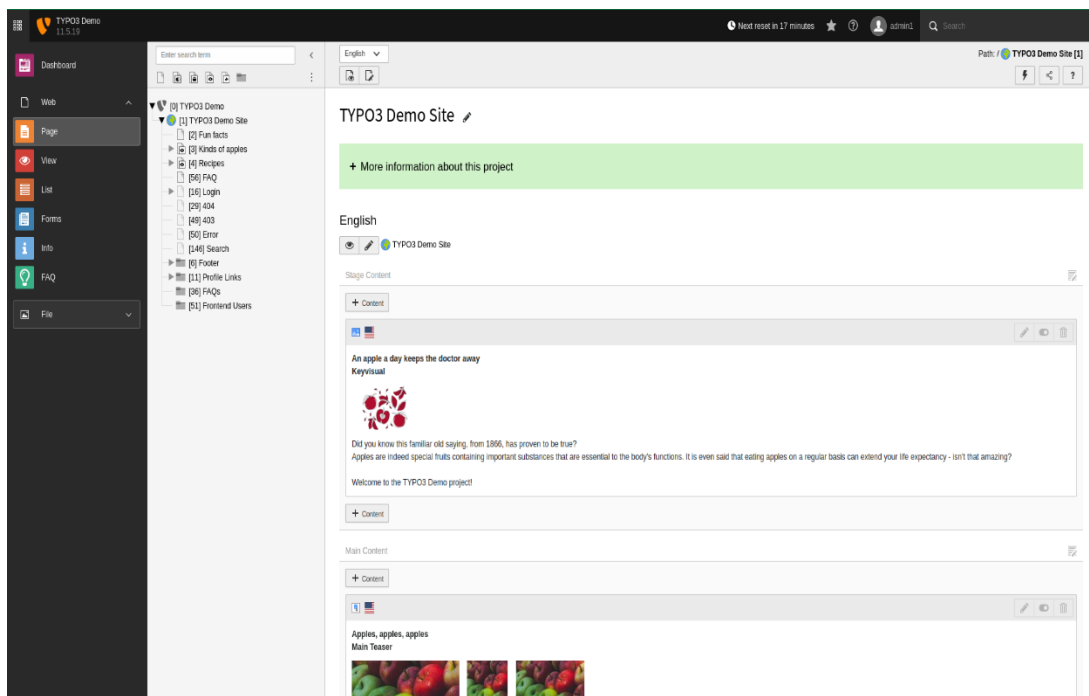 TYPO3 Demo
11.5.19
Next reset in 17 minutes
admin1
Search
Dashboard
Web
Page
View
List
Forms
Info
FAQ
File
Enter search term
[0] TYPO3 Demo
[1] TYPO3 Demo Site
[2] Fun facts
[3] Kinds of apples
[4] Recipes
[56] FAQ
[16] Login
[29] 404
[49] 403
[50] Error
[146] Search
[6] Footer
[11] Profile Links
[36] FAQs
[51] Frontend Users
English
Path: / TYPO3 Demo Site [1]
TYPO3 Demo Site
+ More information about this project
English
TYPO3 Demo Site
Stage Content
+ Content
An apple a day keeps the doctor away
Keyvisual
Did you know this familiar old saying, from 1866, has proven to be true?
Apples are indeed special fruits containing important substances that are essential to the body's functions. It is even said that eating apples on a regular basis can extend your life expectancy - isn't that amazing?
Welcome to the TYPO3 Demo project!
+ Content
Main Content
+ Content
Apples, apples, apples
Main Teaser